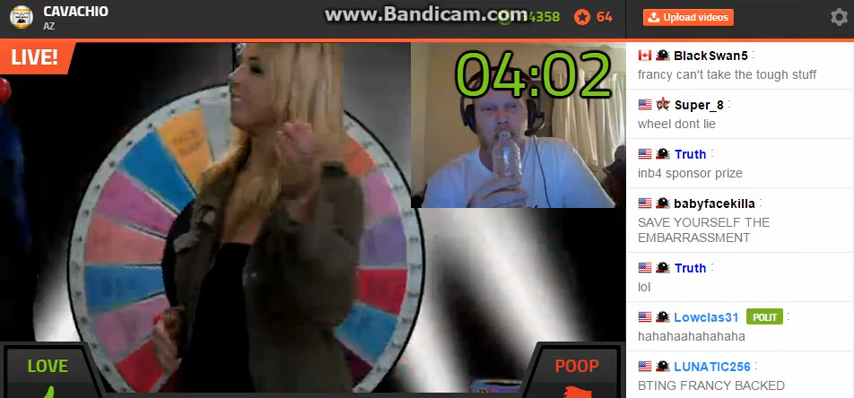 CAVACHIO
AZ
www.Bandicam.com
4358
64
Upload videos
LIVE!
04:02
BlackSwan5 :
francy can't take the tough stuff
Super_8 :
wheel dont lie
Truth :
inb4 sponsor prize
babyfacekilla :
SAVE YOURSELF THE
EMBARRASSMENT
Truth :
lol
Lowclas31 POLIT :
hahahaahahahaha
LUNATIC256 :
BTING FRANCY BACKED
LOVE
POOP